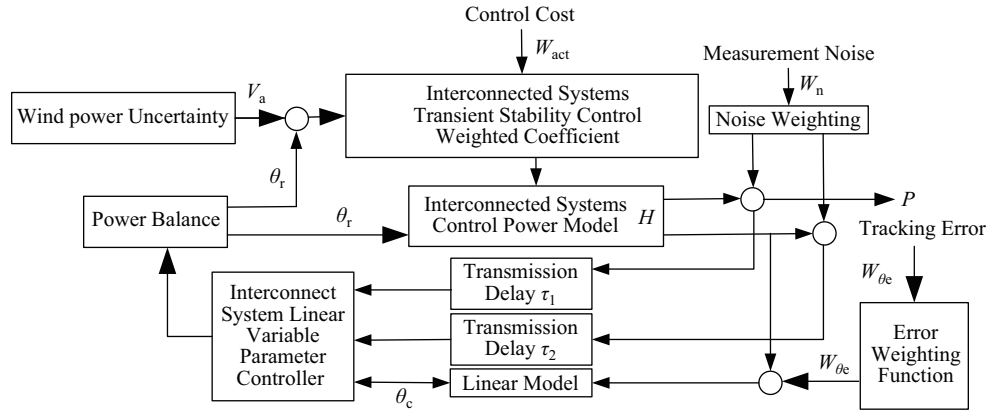 Control Cost
W_act
Measurement Noise
W_n
V_a
Wind power Uncertainty
Interconnected Systems
Transient Stability Control
Weighted Coefficient
Noise Weighting
θ_r
Power Balance
θ_r
Interconnected Systems
Control Power Model
H
P
Tracking Error
W_θe
Interconnect
System Linear
Variable
Parameter
Controller
Transmission
Delay τ_1
Transmission
Delay τ_2
Linear Model
θ_c
W_θe
Error
Weighting
Function